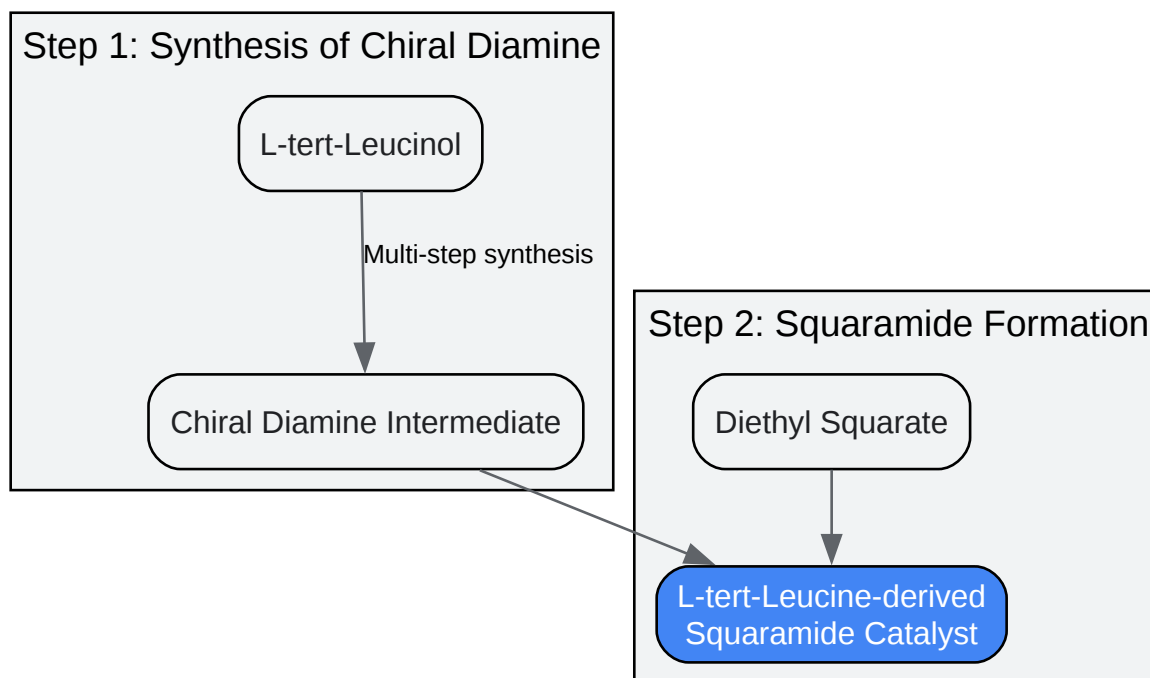 Step 1: Synthesis of Chiral Diamine
L-tert-Leucinol
Multi-step synthesis
Chiral Diamine Intermediate
Step 2: Squaramide Formation
Diethyl Squarate
L-tert-Leucine-derived
Squaramide Catalyst